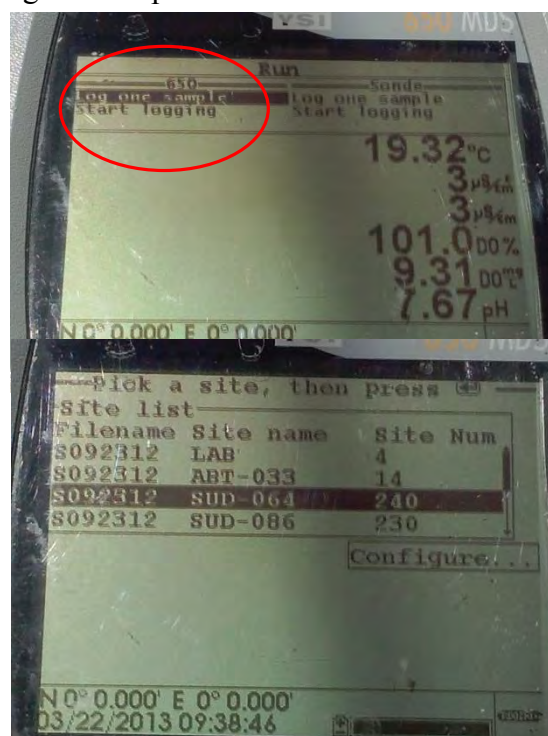 YSI 650 MDS
Run
650 Sonde
Log one sample Log one sample
Start logging Start logging
19.32°C
3µS/cmᶜ
3µS/cm
101.0DO%
9.31DO mg/L
7.67pH
N 0° 0.000' E 0° 0.000'
Pick a site, then press
Site list
Filename Site name Site Num
S092312 LAB 4
S092312 ABT-033 14
S092312 SUD-064 240
S092312 SUD-086 230
Configure...
N 0° 0.000' E 0° 0.000'
03/22/2013 09:38:46